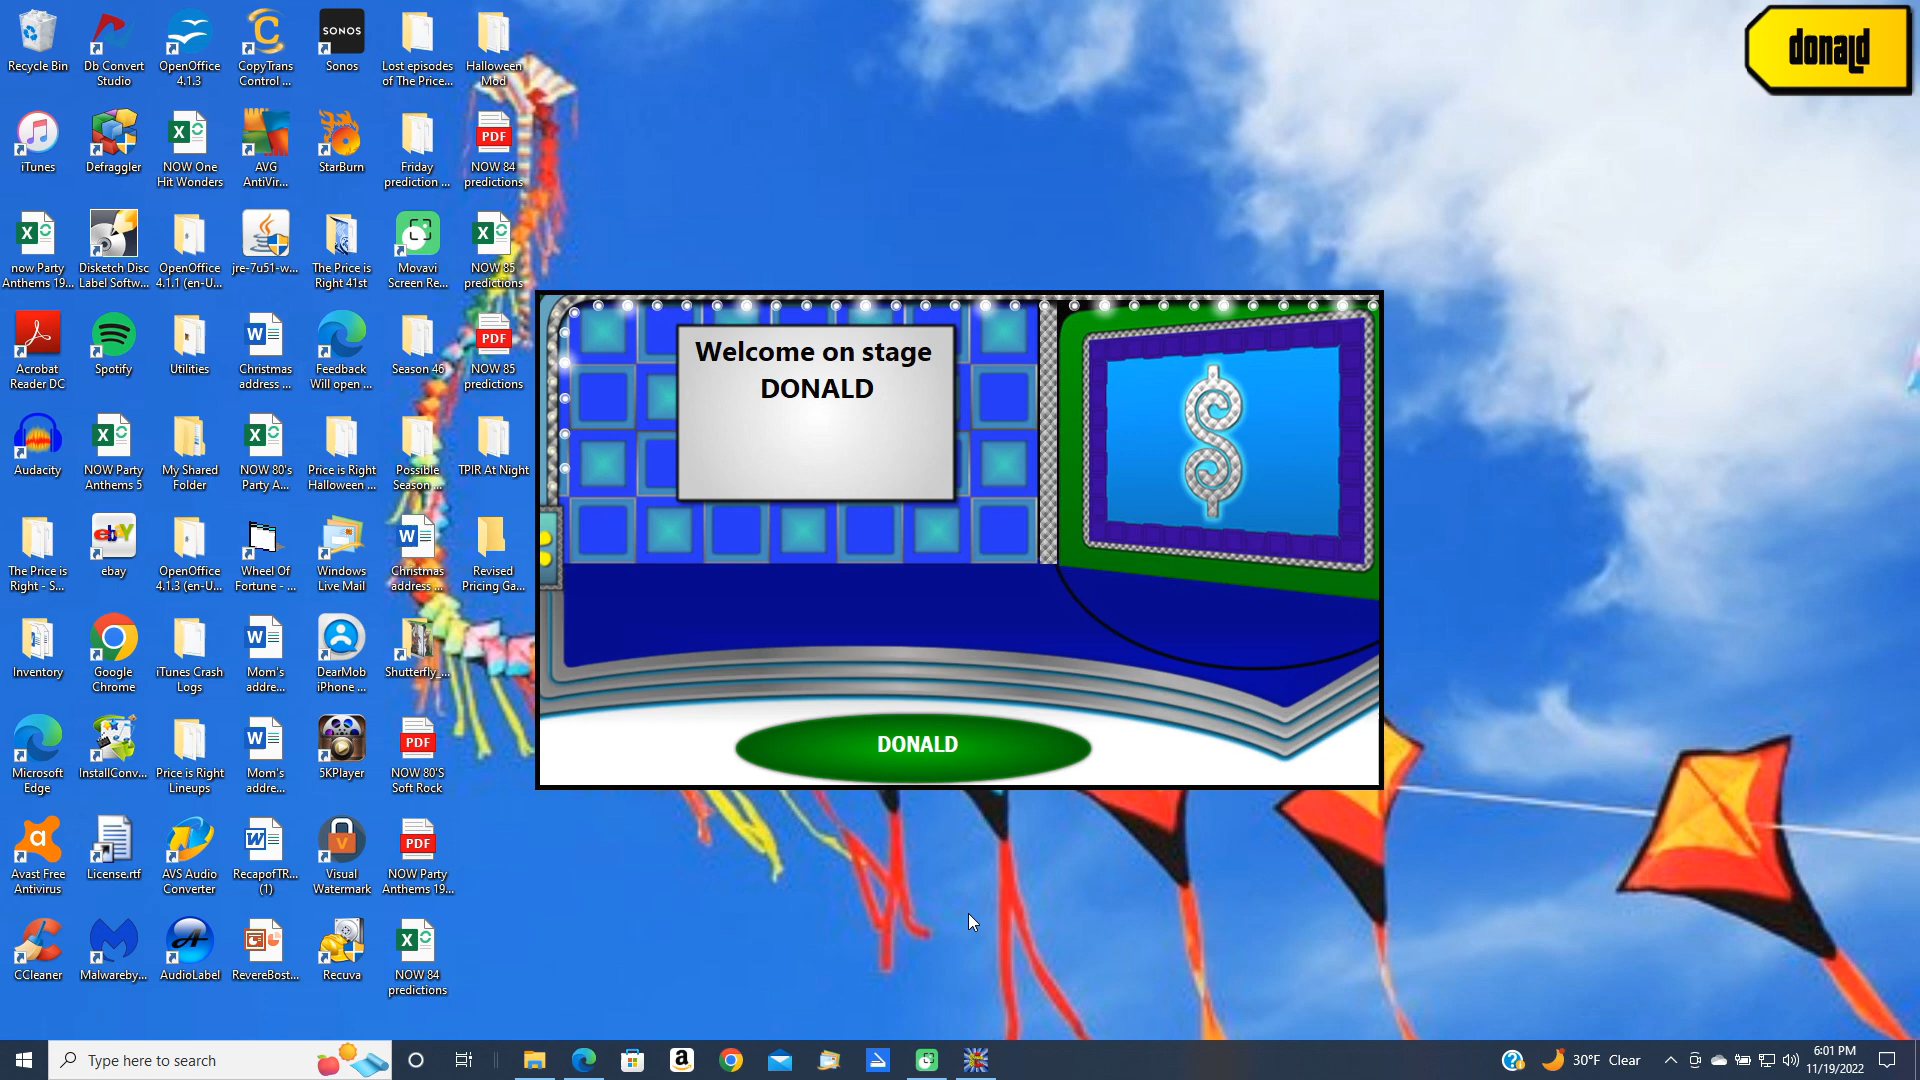 Recycle Bin
Db Convert
Studio
OpenOffice
4.1.3
CopyTrans
Control ...
SONOS
Sonos
Lost episodes
of The Price...
Halloween
Mod
donald
iTunes
Defraggler
NOW One
Hit Wonders
AVG
AntiVir...
StarBurn
Friday
prediction ...
PDF
NOW 84
predictions
now Party
Anthems 19...
Disketch Disc
Label Softw...
OpenOffice
4.1.1 (en-U...
jre-7u51-w...
The Price is
Right 41st
Movavi
Screen Re...
NOW 85
predictions
Acrobat
Reader DC
Spotify
Utilities
Christmas
address ...
Feedback
Will open ...
Season 46
PDF
NOW 85
predictions
Welcome on stage
DONALD
Audacity
NOW Party
Anthems 5
My Shared
Folder
NOW 80's
Party A...
Price is Right
Halloween ...
Possible
Season ...
TPIR At Night
The Price is
Right - S...
ebay
ebay
OpenOffice
4.1.3 (en-U...
Wheel Of
Fortune - ...
Windows
Live Mail
Christmas
address ...
Revised
Pricing Ga...
Inventory
Google
Chrome
iTunes Crash
Logs
Mom's
addre...
DearMob
iPhone ...
Shutterfly_...
Microsoft
Edge
InstallConv...
Price is Right
Lineups
Mom's
addre...
5KPlayer
PDF
NOW 80'S
Soft Rock
DONALD
Avast Free
Antivirus
License.rtf
AVS Audio
Converter
RecapofTR...
(1)
Visual
Watermark
PDF
NOW Party
Anthems 19...
CCleaner
Malwareby...
AudioLabel
RevereBost...
Recuva
NOW 84
predictions
Type here to search
30°F Clear
6:01 PM
11/19/2022